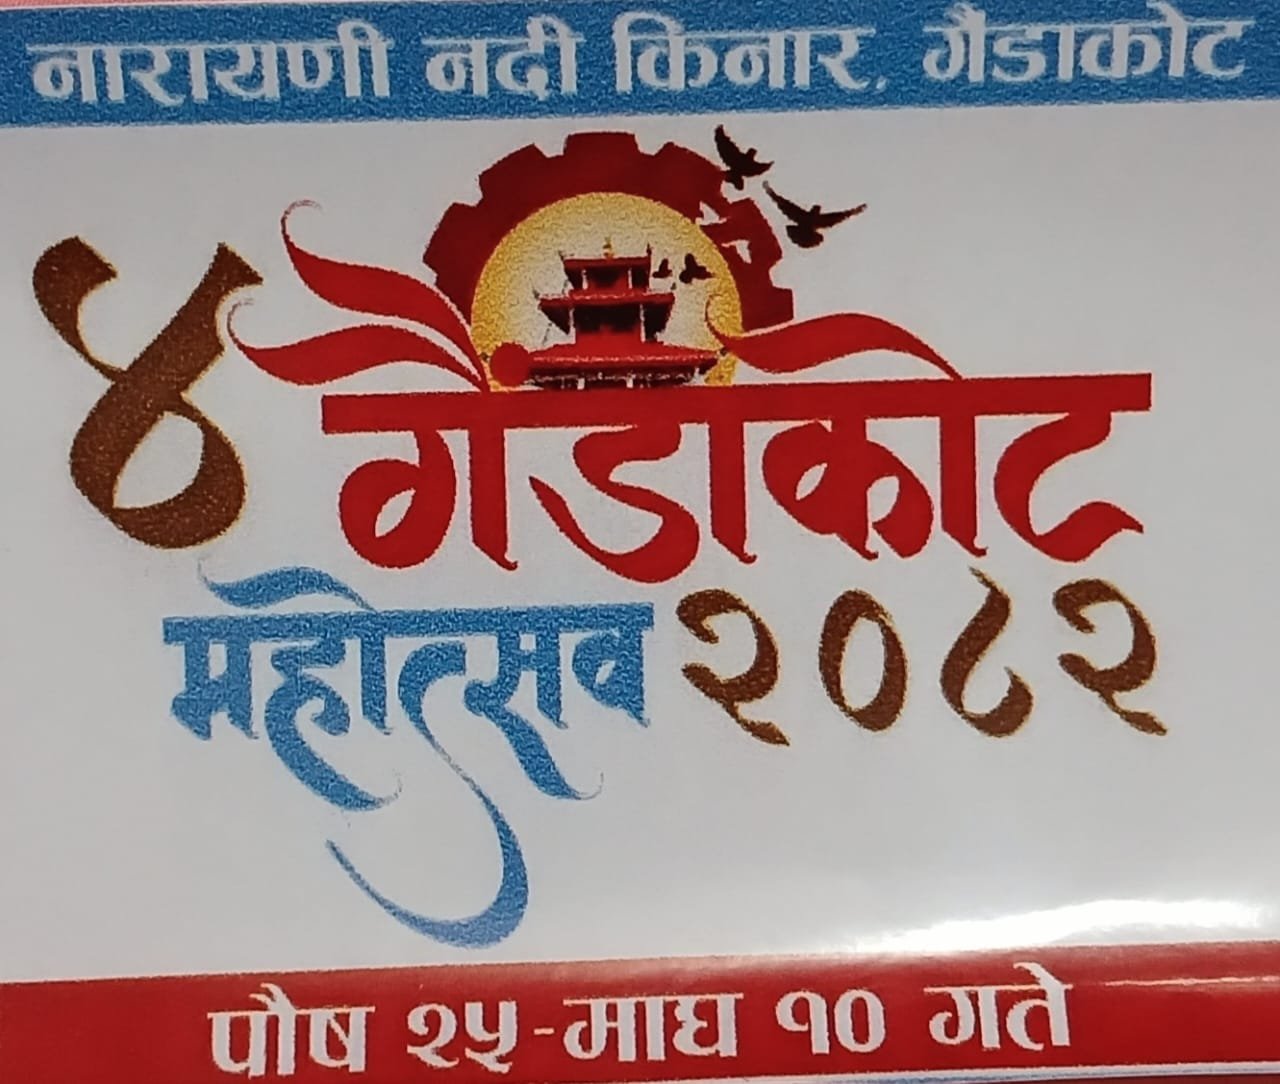 नारायणी नदी किनार, गैंडाकोट
४ गैंडाकोट
महोत्सव २०८२
पौष २५-माघ १० गते